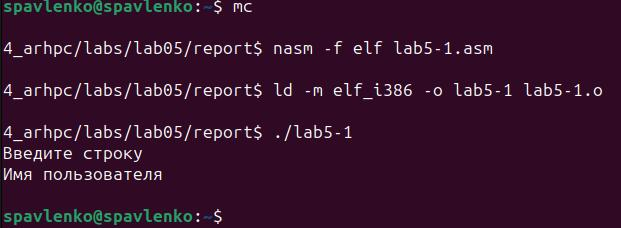 spavlenko@spavlenko:~$ mc
4_arhpc/labs/lab05/report$ nasm -f elf lab5-1.asm
4_arhpc/labs/lab05/report$ ld -m elf_i386 -o lab5-1 lab5-1.o
4_arhpc/labs/lab05/report$ ./lab5-1
Введите строку
Имя пользователя
spavlenko@spavlenko:~$